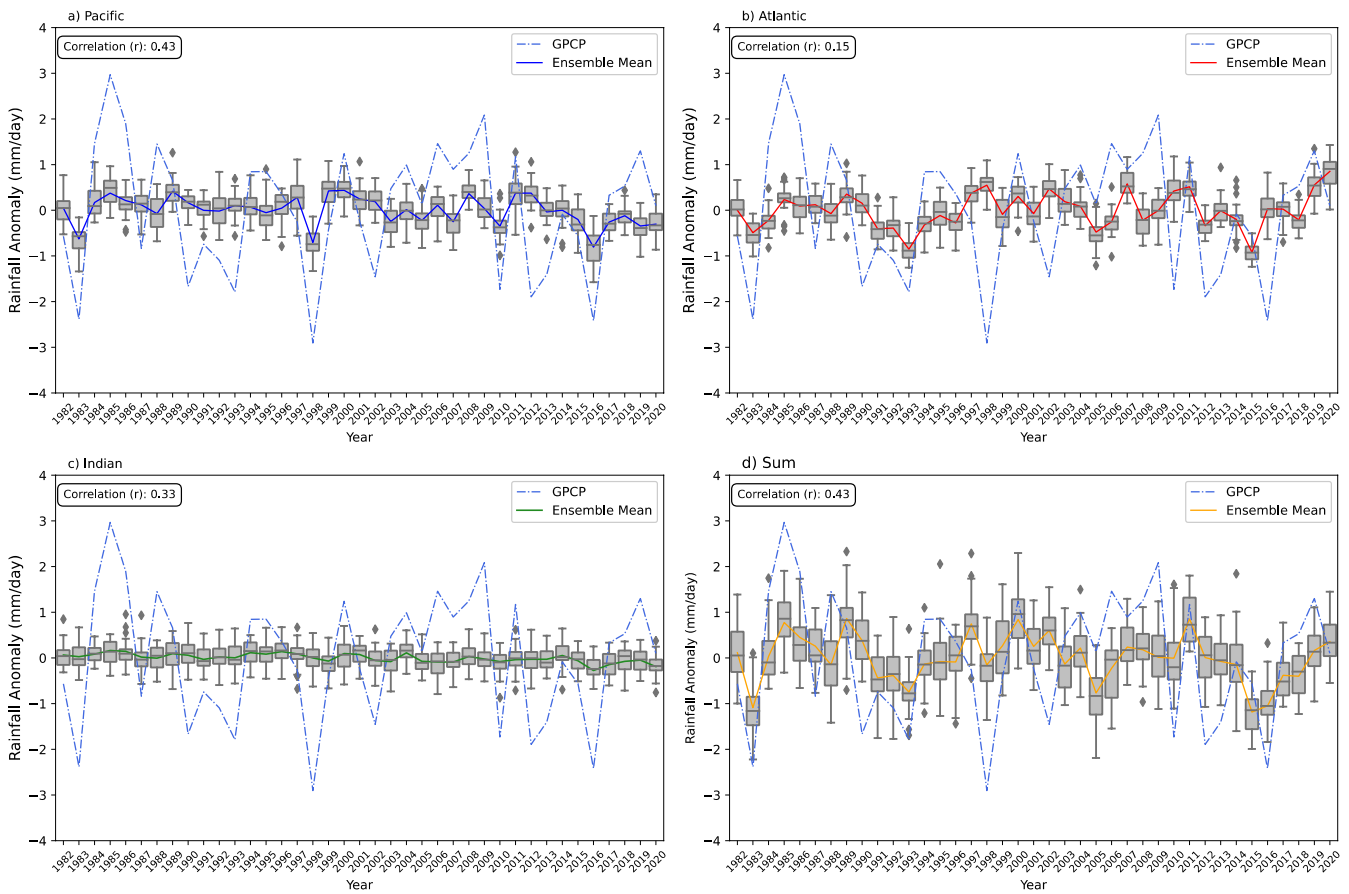 a) Pacific
Correlation (r): 0.43
GPCP
Ensemble Mean
Rainfall Anomaly (mm/day)
4
3
2
1
0
−1
−2
−3
−4
1982 1983 1984 1985 1986 1987 1988 1989 1990 1991 1992 1993 1994 1995 1996 1997 1998 1999 2000 2001 2002 2003 2004 2005 2006 2007 2008 2009 2010 2011 2012 2013 2014 2015 2016 2017 2018 2019 2020
Year
b) Atlantic
Correlation (r): 0.15
GPCP
Ensemble Mean
Rainfall Anomaly (mm/day)
4
3
2
1
0
−1
−2
−3
−4
1982 1983 1984 1985 1986 1987 1988 1989 1990 1991 1992 1993 1994 1995 1996 1997 1998 1999 2000 2001 2002 2003 2004 2005 2006 2007 2008 2009 2010 2011 2012 2013 2014 2015 2016 2017 2018 2019 2020
Year
c) Indian
Correlation (r): 0.33
GPCP
Ensemble Mean
Rainfall Anomaly (mm/day)
4
3
2
1
0
−1
−2
−3
−4
1982 1983 1984 1985 1986 1987 1988 1989 1990 1991 1992 1993 1994 1995 1996 1997 1998 1999 2000 2001 2002 2003 2004 2005 2006 2007 2008 2009 2010 2011 2012 2013 2014 2015 2016 2017 2018 2019 2020
Year
d) Sum
Correlation (r): 0.43
GPCP
Ensemble Mean
Rainfall Anomaly (mm/day)
4
3
2
1
0
−1
−2
−3
−4
1982 1983 1984 1985 1986 1987 1988 1989 1990 1991 1992 1993 1994 1995 1996 1997 1998 1999 2000 2001 2002 2003 2004 2005 2006 2007 2008 2009 2010 2011 2012 2013 2014 2015 2016 2017 2018 2019 2020
Year